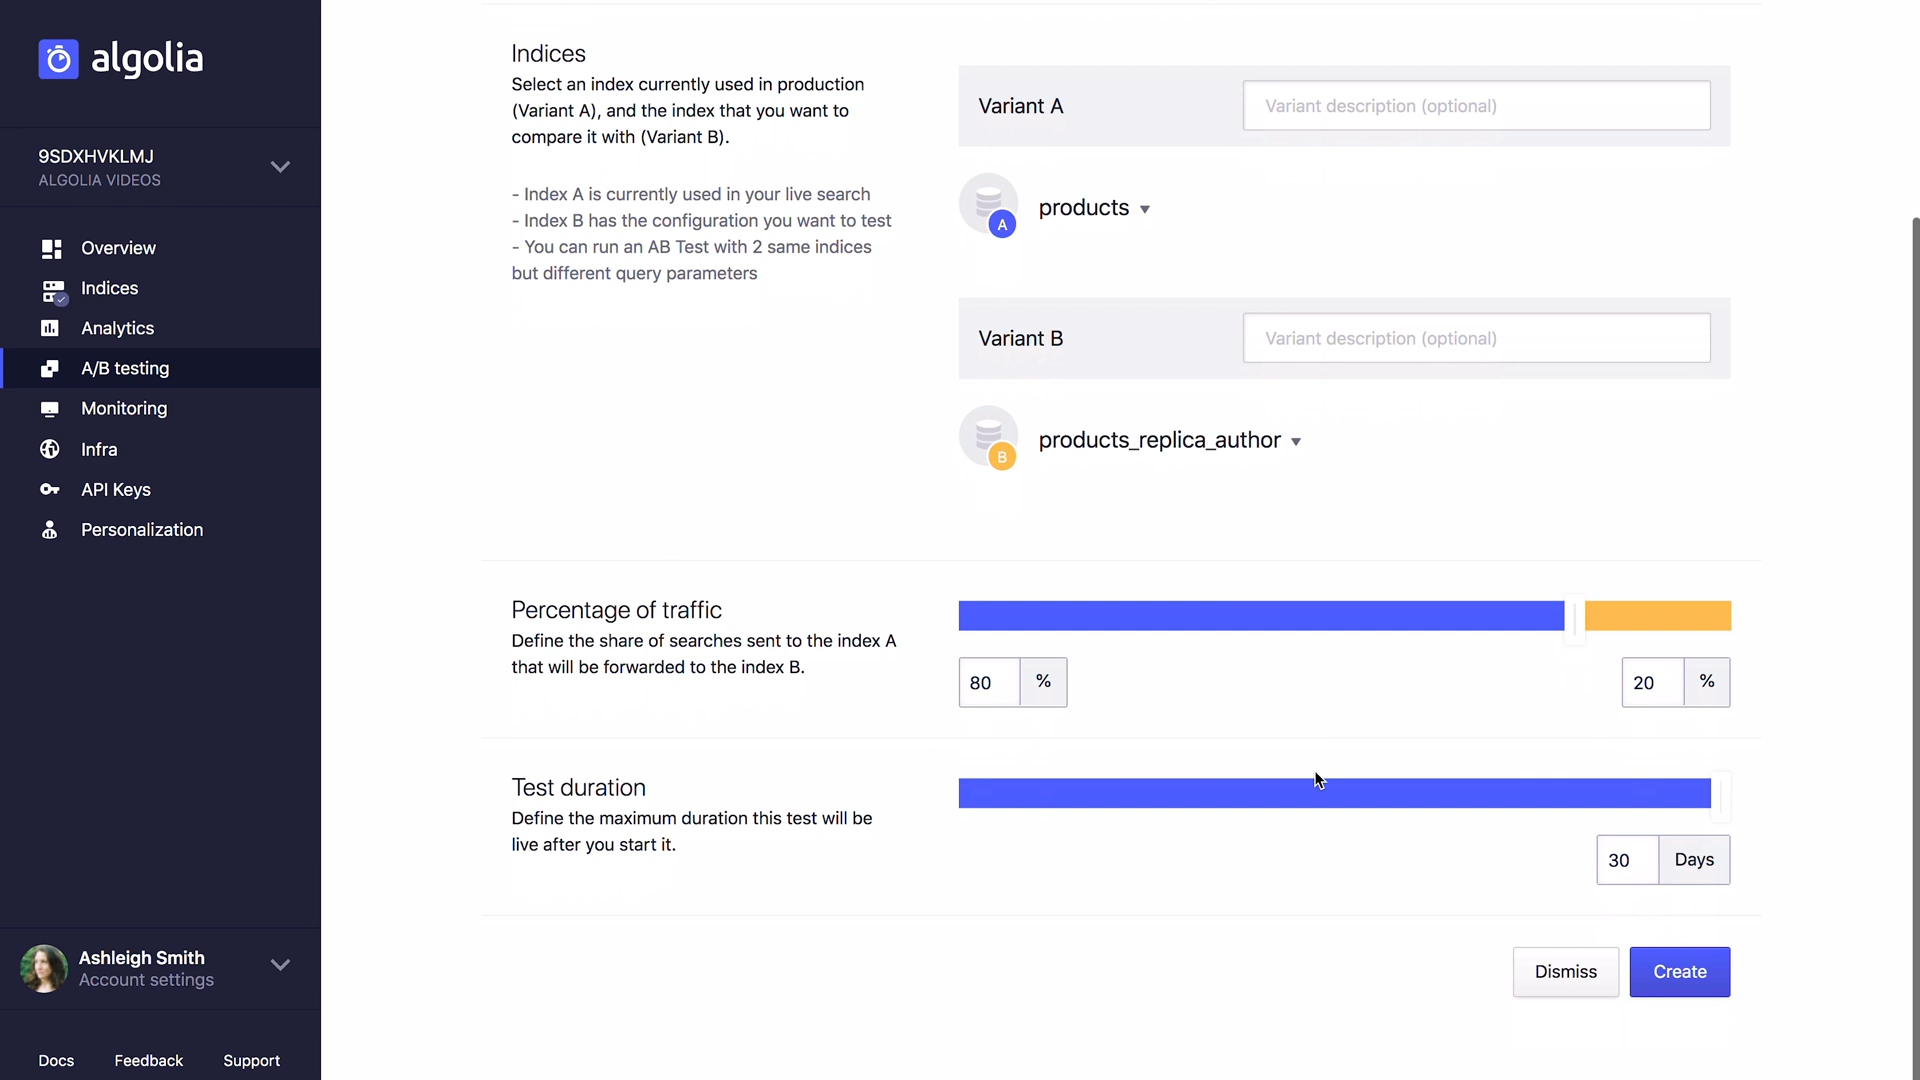 algolia
9SDXHVKLMJ
ALGOLIA VIDEOS
Overview
Indices
Analytics
A/B testing
Monitoring
Infra
API Keys
Personalization
Ashleigh Smith
Account settings
Docs Feedback Support
Indices
Select an index currently used in production
(Variant A), and the index that you want to
compare it with (Variant B).
- Index A is currently used in your live search
- Index B has the configuration you want to test
- You can run an AB Test with 2 same indices
but different query parameters
Variant A Variant description (optional)
A products
Variant B Variant description (optional)
B products_replica_author
Percentage of traffic
Define the share of searches sent to the index A
that will be forwarded to the index B.
80 % 20 %
Test duration
Define the maximum duration this test will be
live after you start it.
30 Days
Dismiss Create